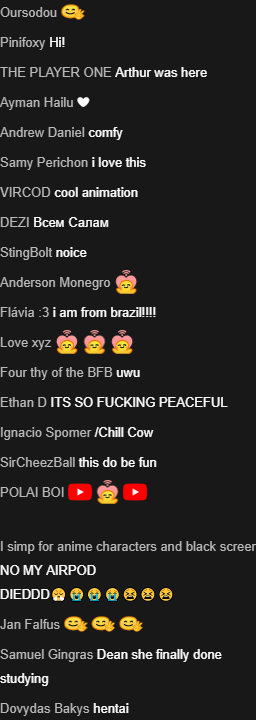 Oursodou
Pinifoxy Hi!
THE PLAYER ONE Arthur was here
Ayman Hailu 🤍
Andrew Daniel comfy
Samy Perichon i love this
VIRCOD cool animation
DEZI Всем Салам
StingBolt noice
Anderson Monegro
Flávia :3 i am from brazil!!!!
Love xyz
Four thy of the BFB uwu
Ethan D ITS SO FUCKING PEACEFUL
Ignacio Spomer /Chill Cow
SirCheezBall this do be fun
POLAI BOI
I simp for anime characters and black screen
NO MY AIRPOD
DIEDDD😤😭😭😭😫😫😫
Jan Falfus
Samuel Gingras Dean she finally done
studying
Dovydas Bakys hentai